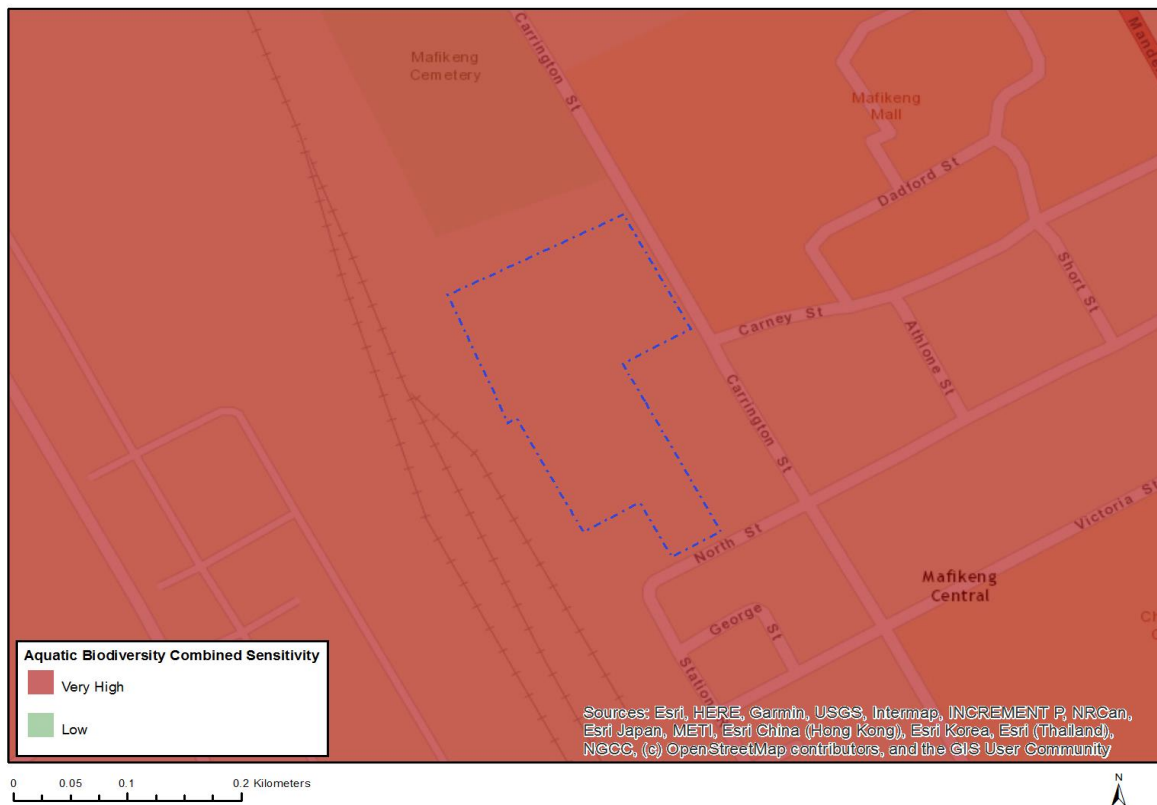 Mafikeng
Cemetery
Carrington St
Mafikeng
Mall
Dadford St
Short St
Carney St
Athlone St
Carrington St
North St
Victoria St
Mafikeng
Central
George St
Station
Aquatic Biodiversity Combined Sensitivity
Very High
Low
Sources: Esri, HERE, Garmin, USGS, Intermap, INCREMENT P, NRCan,
Esri Japan, METI, Esri China (Hong Kong), Esri Korea, Esri (Thailand),
NGCC, (c) OpenStreetMap contributors, and the GIS User Community
0 0.05 0.1 0.2 Kilometers
N